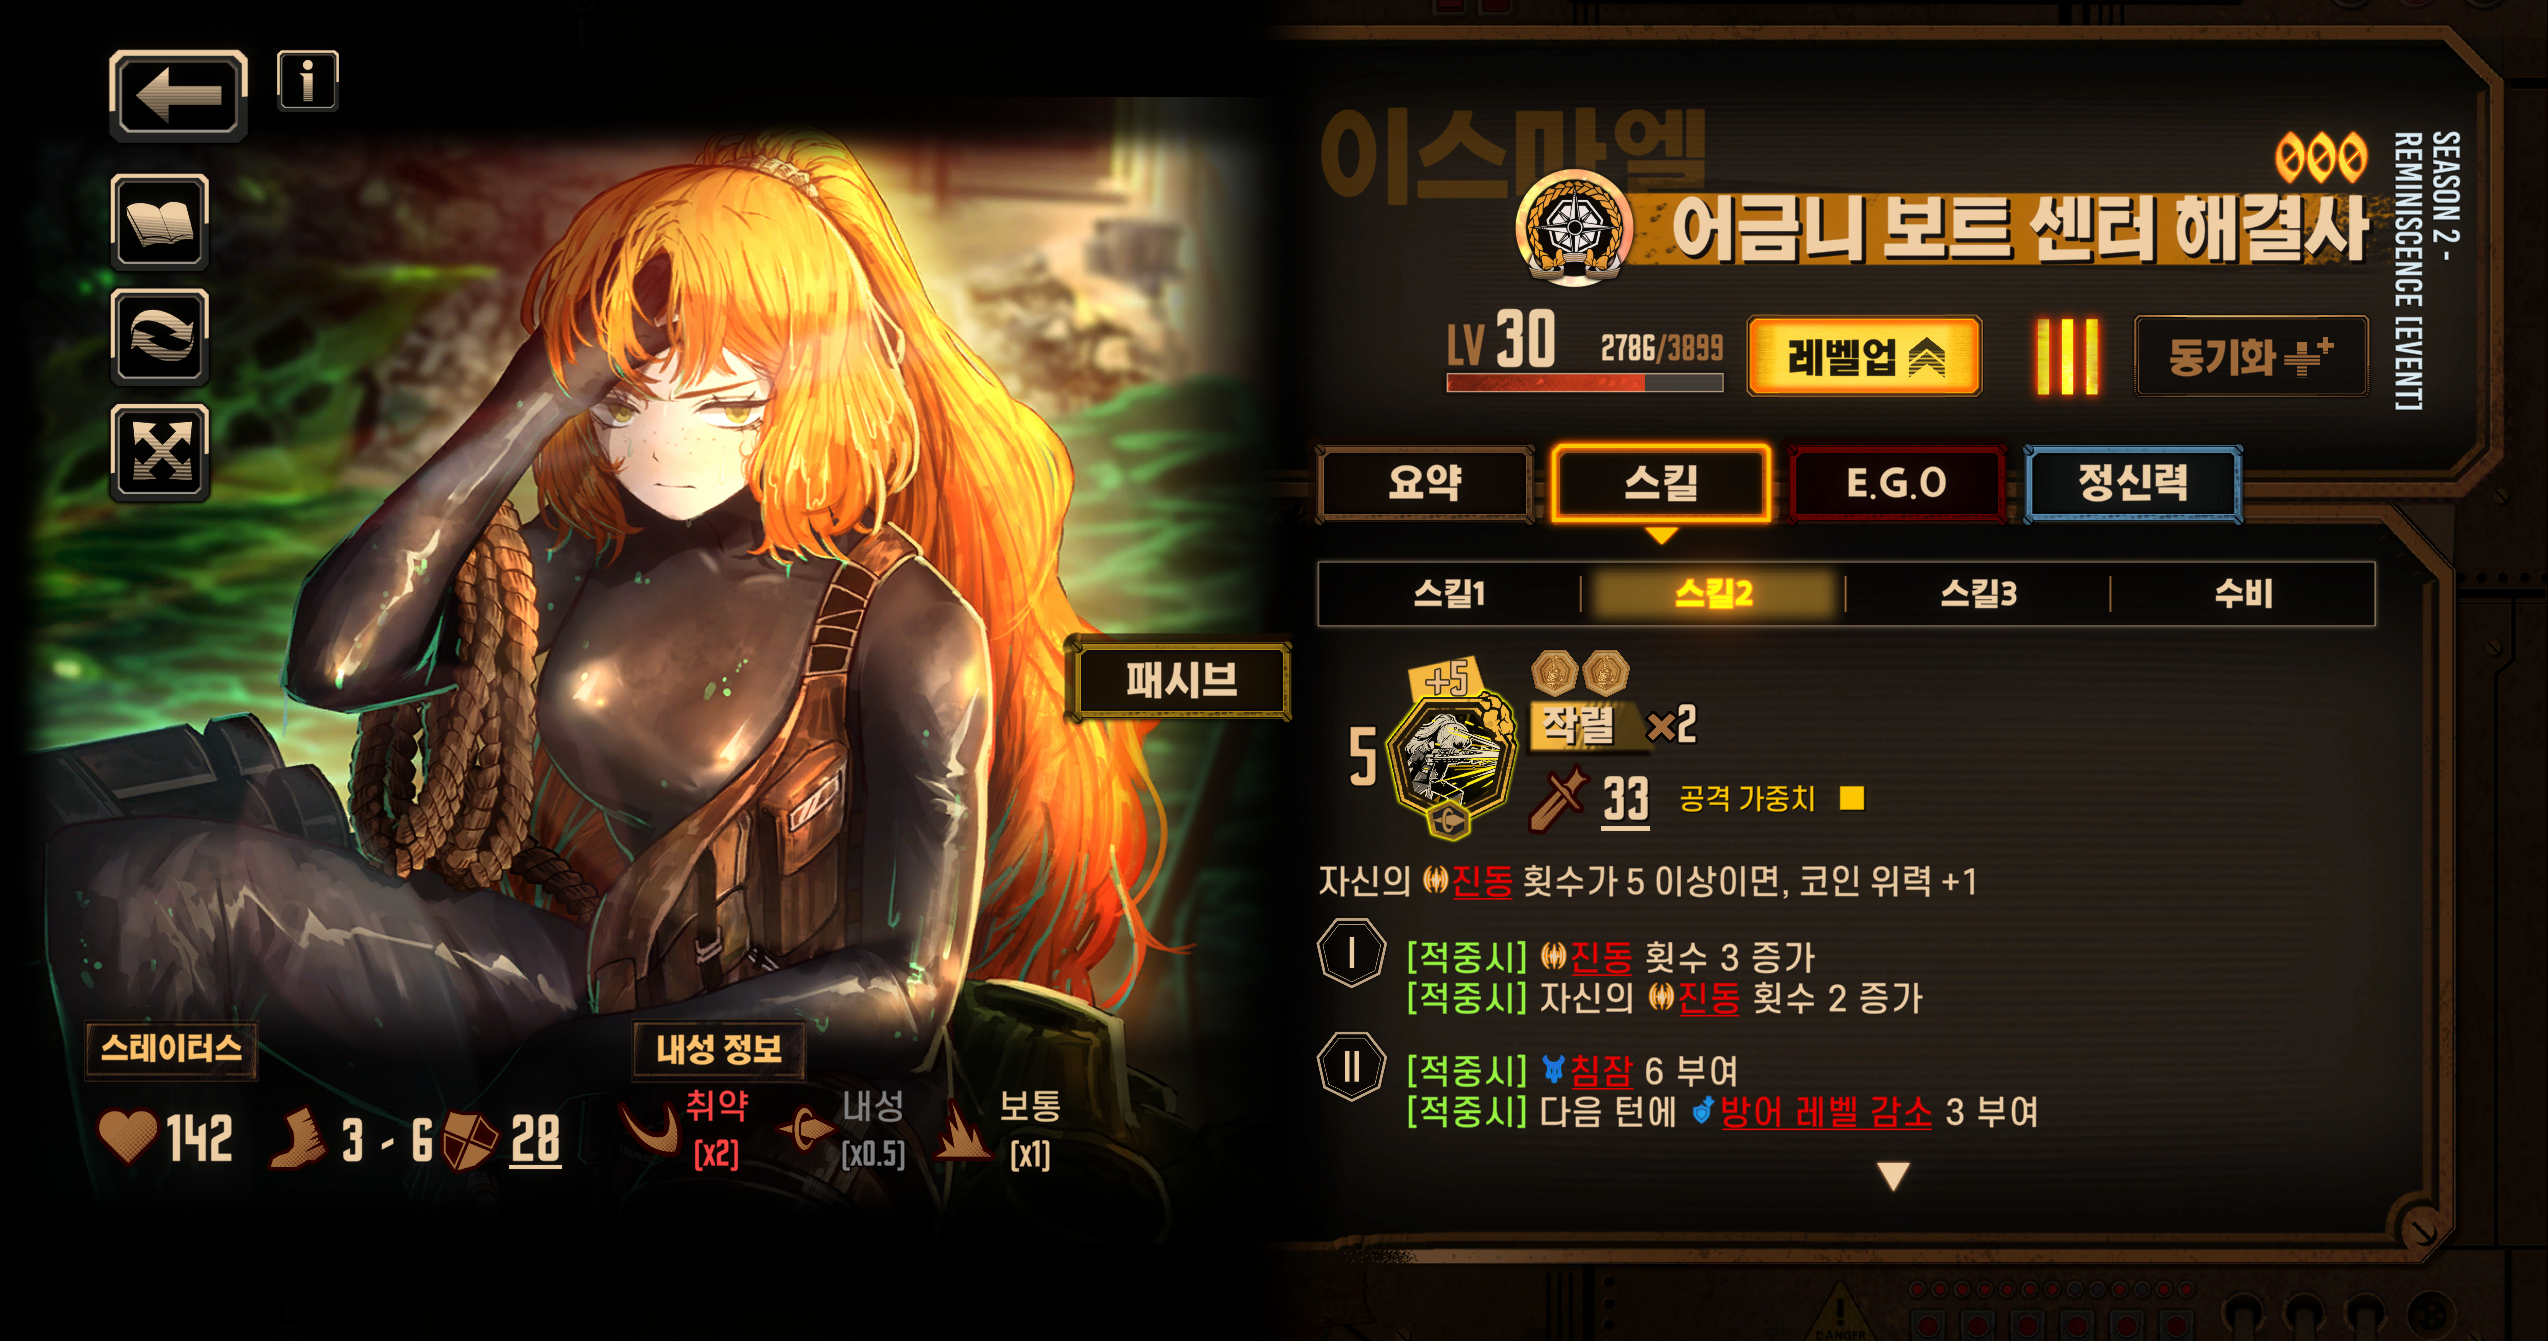 이스마엘
어금니 보트 센터 해결사
SEASON 2 -
REMINISCENCE [EVENT]
LV 30 2786/3899 레벨업 동기화
요약 스킬 E.G.O 정신력
스킬1 스킬2 스킬3 수비
패시브
+5
5 작렬 ×2
33 공격 가중치
자신의 진동 횟수가 5 이상이면, 코인 위력 +1
I [적중시] 진동 횟수 3 증가
[적중시] 자신의 진동 횟수 2 증가
II [적중시] 침잠 6 부여
[적중시] 다음 턴에 방어 레벨 감소 3 부여
스테이터스
142 3 - 6 28
내성 정보
취약 [x2]
내성 [x0.5]
보통 [x1]
DANGER